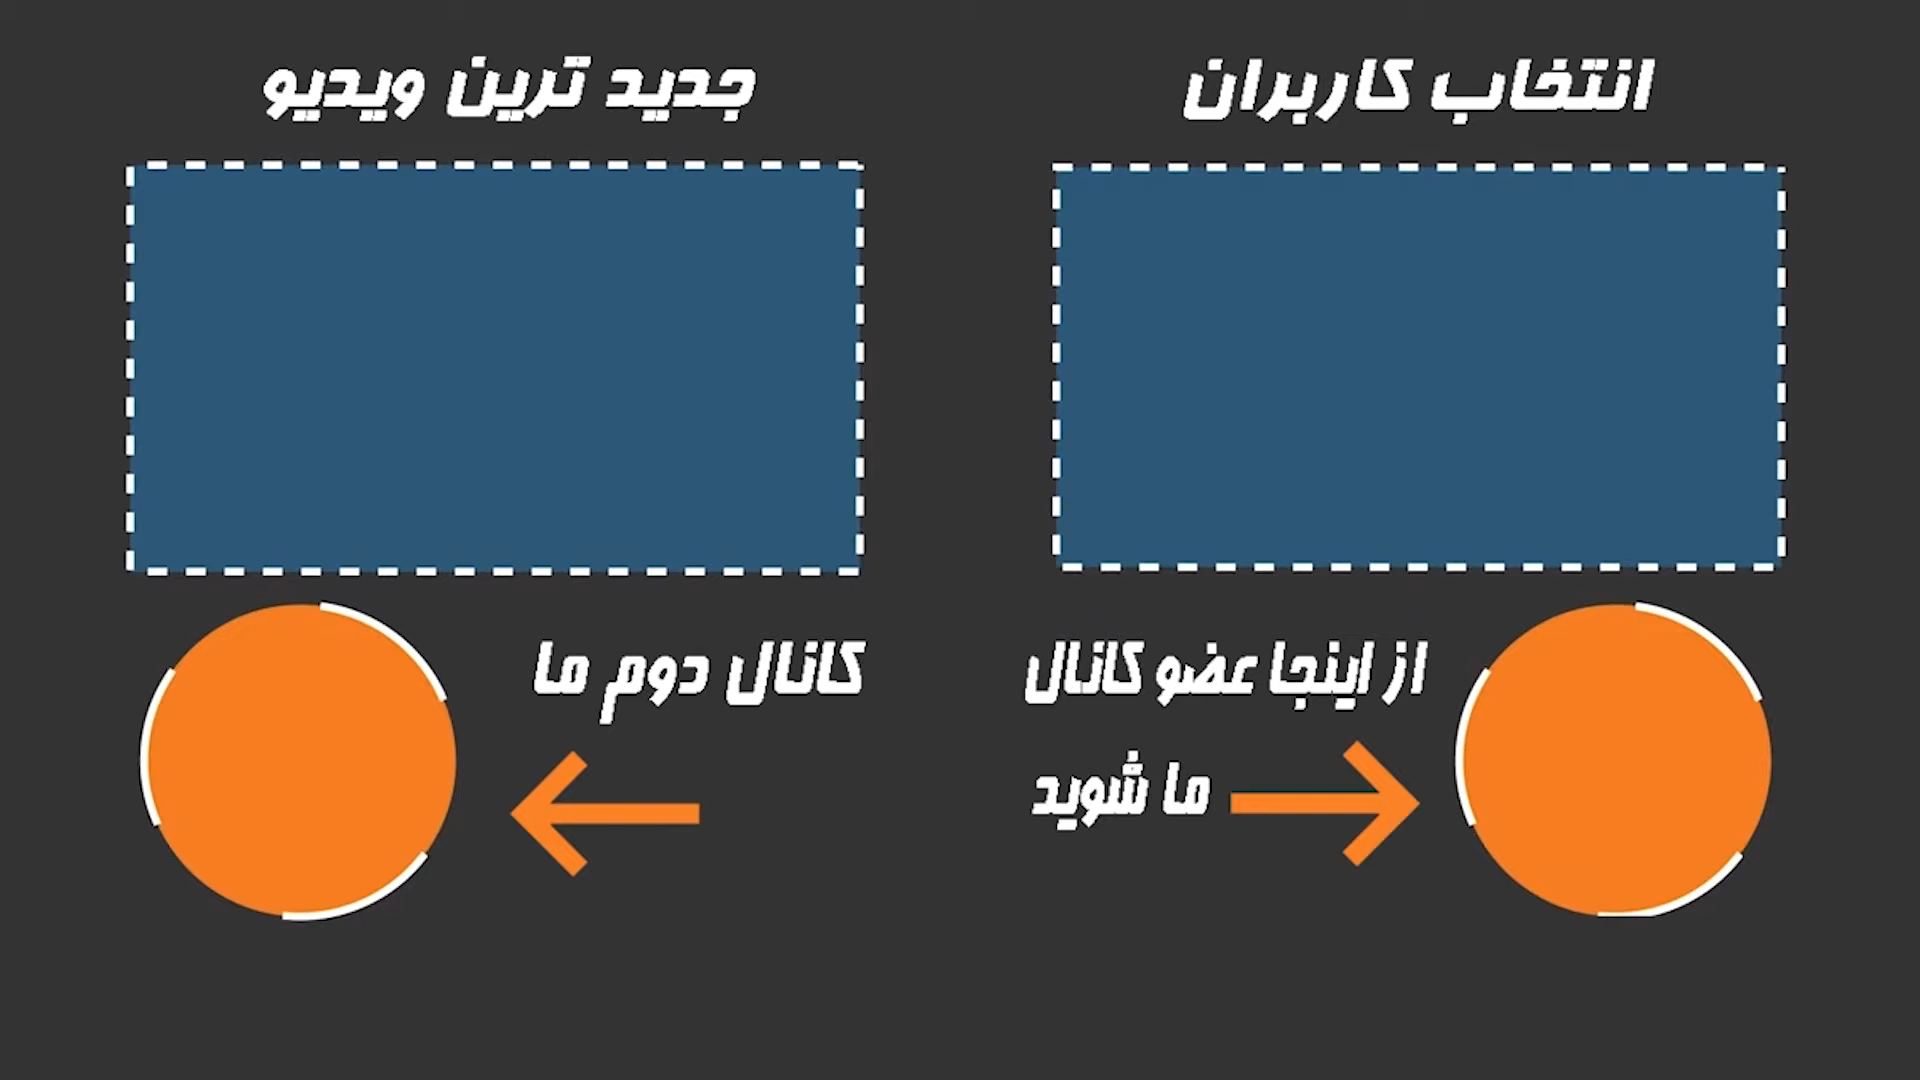 انتخاب کاربران
جدید ترین ویدیو
از اینجا عضو کانال
ما شوید
کانال دوم ما